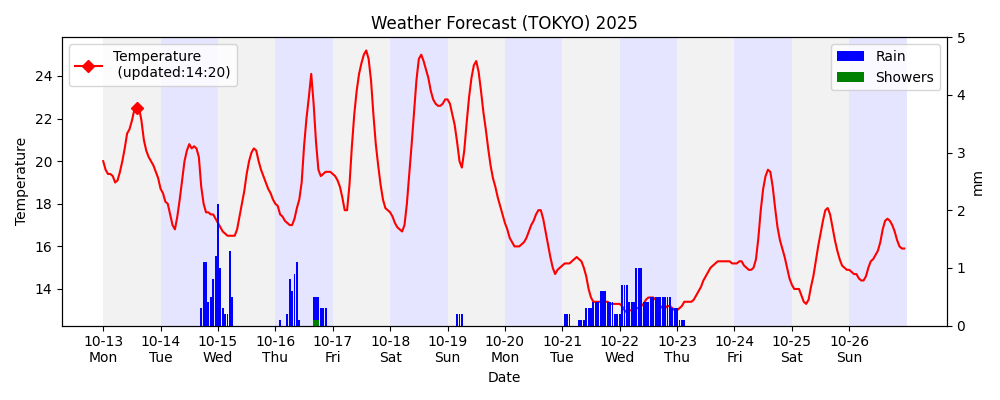 Weather Forecast (TOKYO) 2025
Temperature
(updated:14:20)
Rain
Showers
Temperature
24
22
20
18
16
14
5
4
3
2
1
0
mm
10-13 10-14 10-15 10-16 10-17 10-18 10-19 10-20 10-21 10-22 10-23 10-24 10-25 10-26
Mon Tue Wed Thu Fri Sat Sun Mon Tue Wed Thu Fri Sat Sun
Date